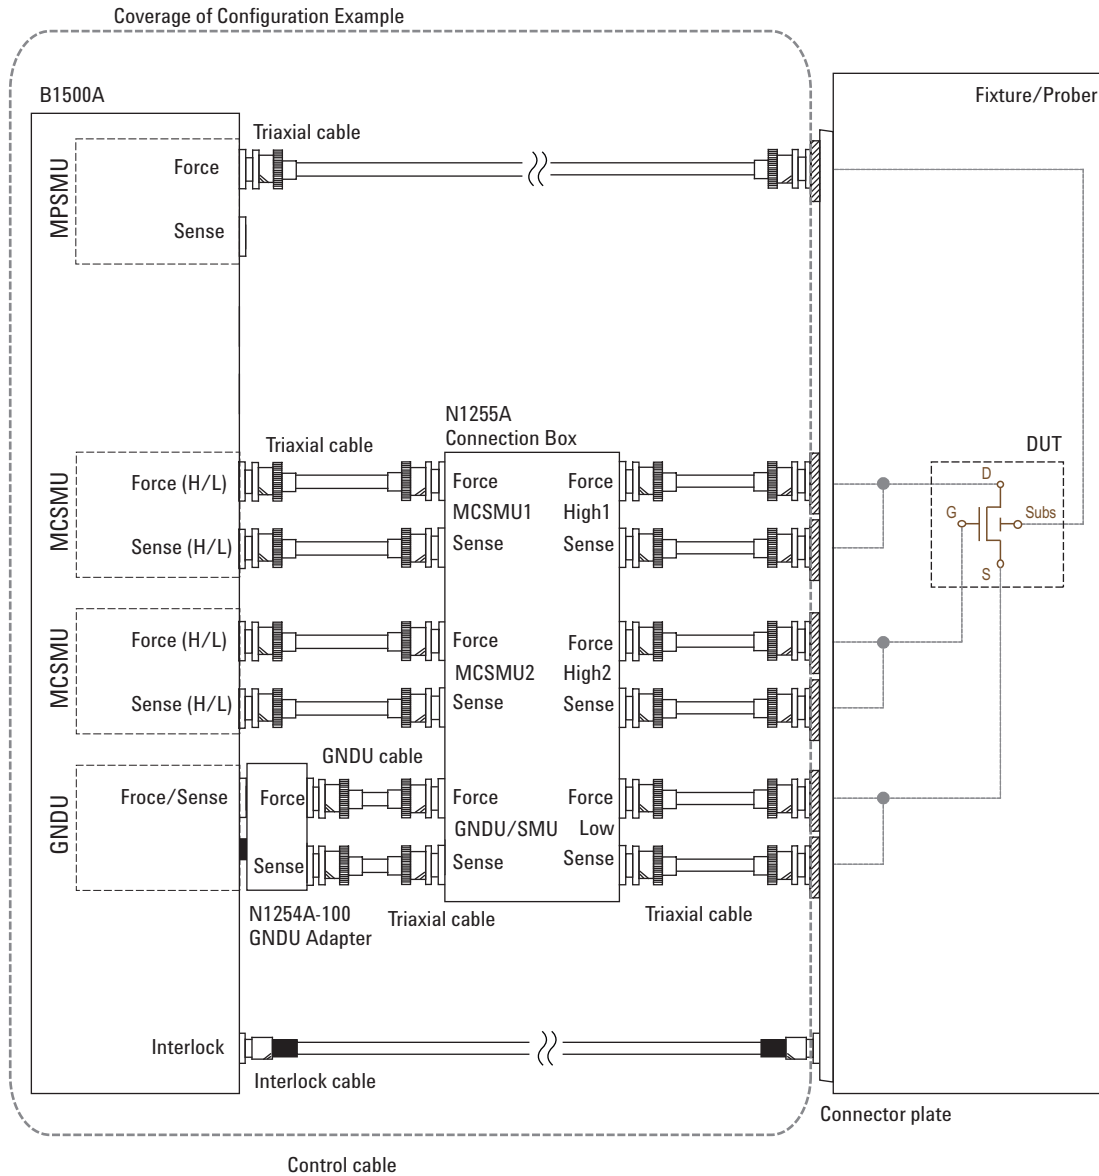 Coverage of Configuration Example
B1500A
Fixture/Prober
Triaxial cable
MPSMU
Force
Sense
N1255A
Connection Box
Triaxial cable
DUT
MCSMU
Force (H/L)
Sense (H/L)
Force
MCSMU1
Sense
Force
High1
Sense
D
G
Subs
S
MCSMU
Force (H/L)
Sense (H/L)
Force
MCSMU2
Sense
Force
High2
Sense
GNDU cable
GNDU
Froce/Sense
Force
Sense
Force
GNDU/SMU
Sense
Force
Low
Sense
N1254A-100
GNDU Adapter
Triaxial cable
Triaxial cable
Interlock
Interlock cable
Connector plate
Control cable